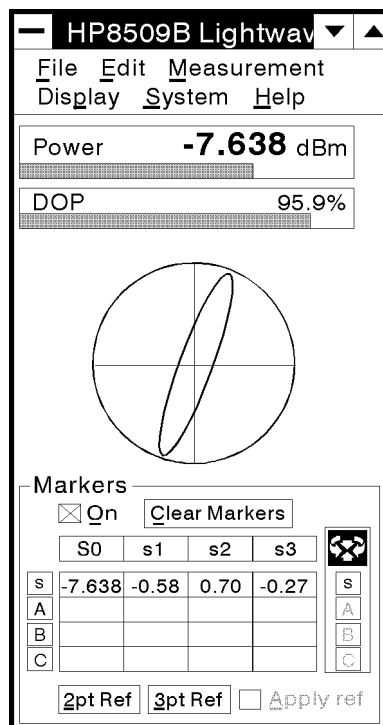 HP8509B Lightwav
File Edit Measurement
Display System Help
Power -7.638 dBm
DOP 95.9%
Markers
On Clear Markers
S0 s1 s2 s3
s -7.638 -0.58 0.70 -0.27 s
A A
B B
C C
2pt Ref 3pt Ref Apply ref